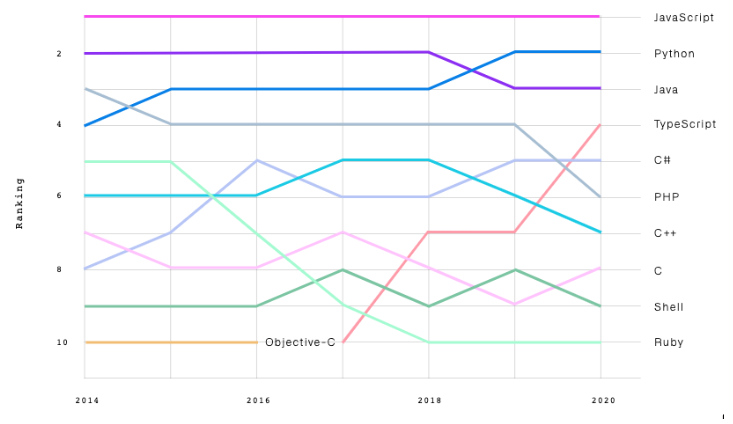 JavaScript
2
Python
Java
4
TypeScript
C#
Ranking
6
PHP
C++
8
C
Shell
10
Objective-C
Ruby
2014
2016
2018
2020